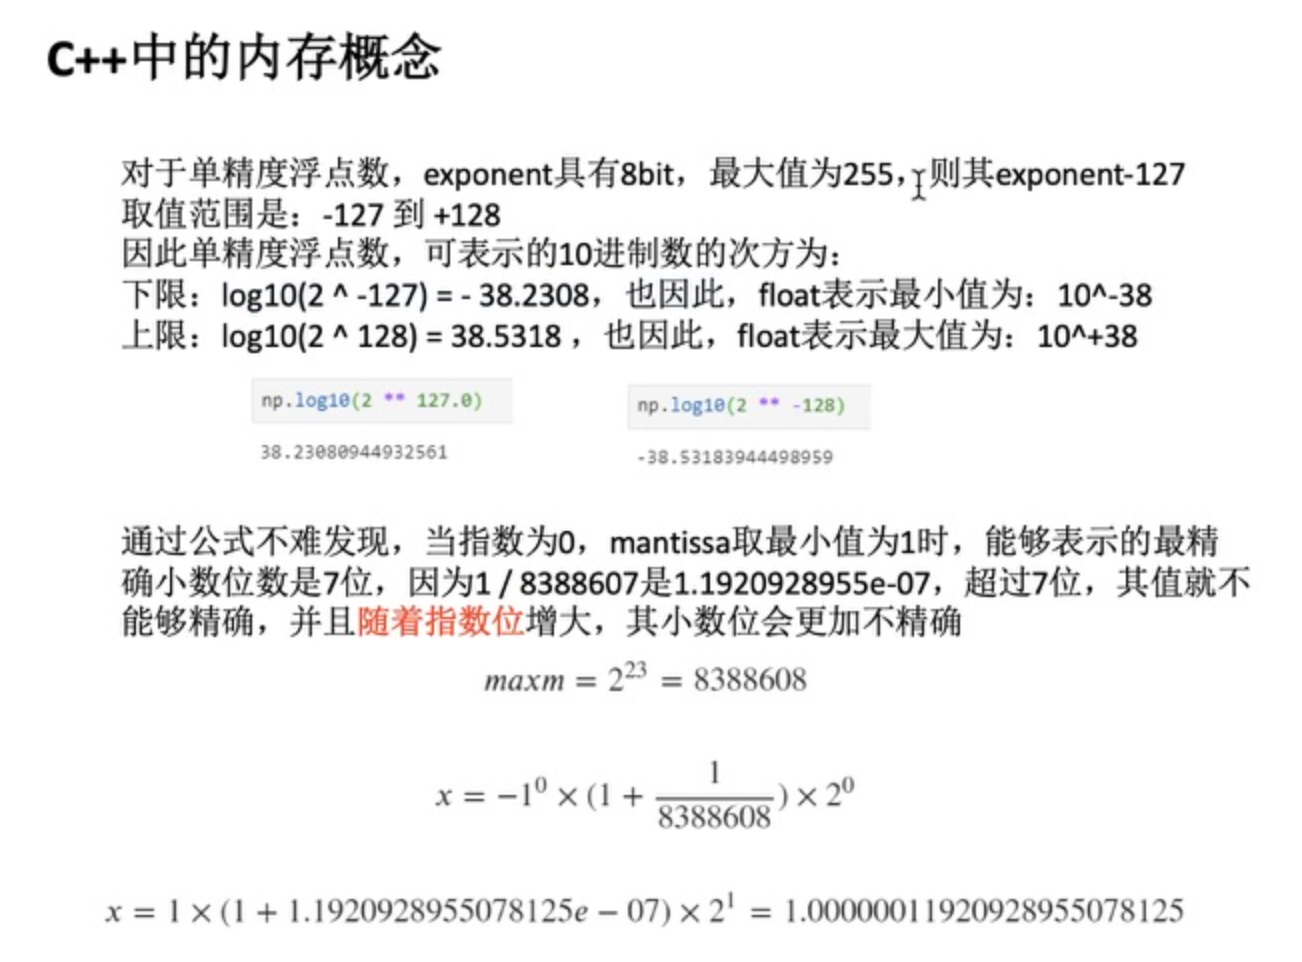 C++中的内存概念
对于单精度浮点数，exponent具有8bit，最大值为255，则其exponent-127
取值范围是：-127 到 +128
因此单精度浮点数，可表示的10进制数的次方为：
下限：log10(2 ^ -127) = - 38.2308，也因此，float表示最小值为：10^-38
上限：log10(2 ^ 128) = 38.5318 ，也因此，float表示最大值为：10^+38
np.log10(2 ** 127.0)
38.23080944932561
np.log10(2 ** -128)
-38.53183944498959
通过公式不难发现，当指数为0，mantissa取最小值为1时，能够表示的最精
确小数位数是7位，因为1 / 8388607是1.1920928955e-07，超过7位，其值就不
能够精确，并且随着指数位增大，其小数位会更加不精确
maxm = 2^23 = 8388608
x = −1^0 × (1 + 1/8388608) × 2^0
x = 1 × (1 + 1.1920928955078125e − 07) × 2^1 = 1.00000011920928955078125